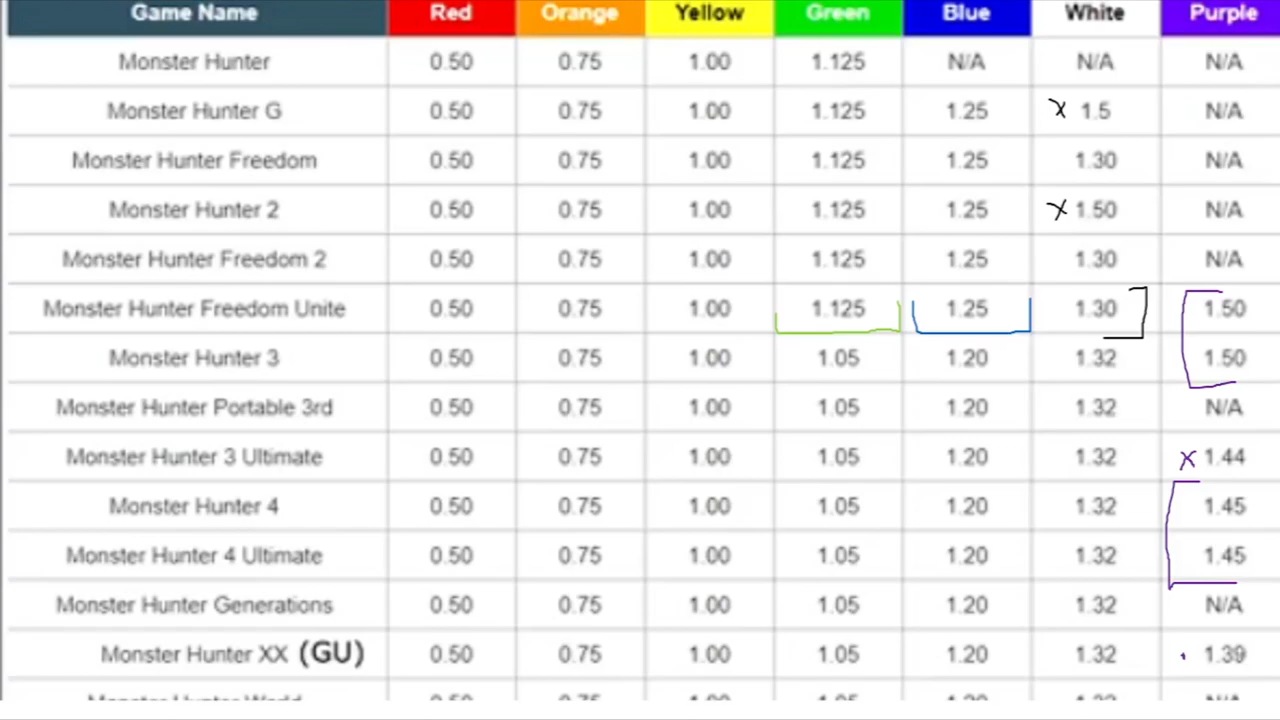 Game Name Red Orange Yellow Green Blue White Purple
Monster Hunter 0.50 0.75 1.00 1.125 N/A N/A N/A
Monster Hunter G 0.50 0.75 1.00 1.125 1.25 x 1.5 N/A
Monster Hunter Freedom 0.50 0.75 1.00 1.125 1.25 1.30 N/A
Monster Hunter 2 0.50 0.75 1.00 1.125 1.25 x 1.50 N/A
Monster Hunter Freedom 2 0.50 0.75 1.00 1.125 1.25 1.30 N/A
Monster Hunter Freedom Unite 0.50 0.75 1.00 1.125 1.25 1.30 1.50
Monster Hunter 3 0.50 0.75 1.00 1.05 1.20 1.32 1.50
Monster Hunter Portable 3rd 0.50 0.75 1.00 1.05 1.20 1.32 N/A
Monster Hunter 3 Ultimate 0.50 0.75 1.00 1.05 1.20 1.32 x 1.44
Monster Hunter 4 0.50 0.75 1.00 1.05 1.20 1.32 1.45
Monster Hunter 4 Ultimate 0.50 0.75 1.00 1.05 1.20 1.32 1.45
Monster Hunter Generations 0.50 0.75 1.00 1.05 1.20 1.32 N/A
Monster Hunter XX (GU) 0.50 0.75 1.00 1.05 1.20 1.32 1.39